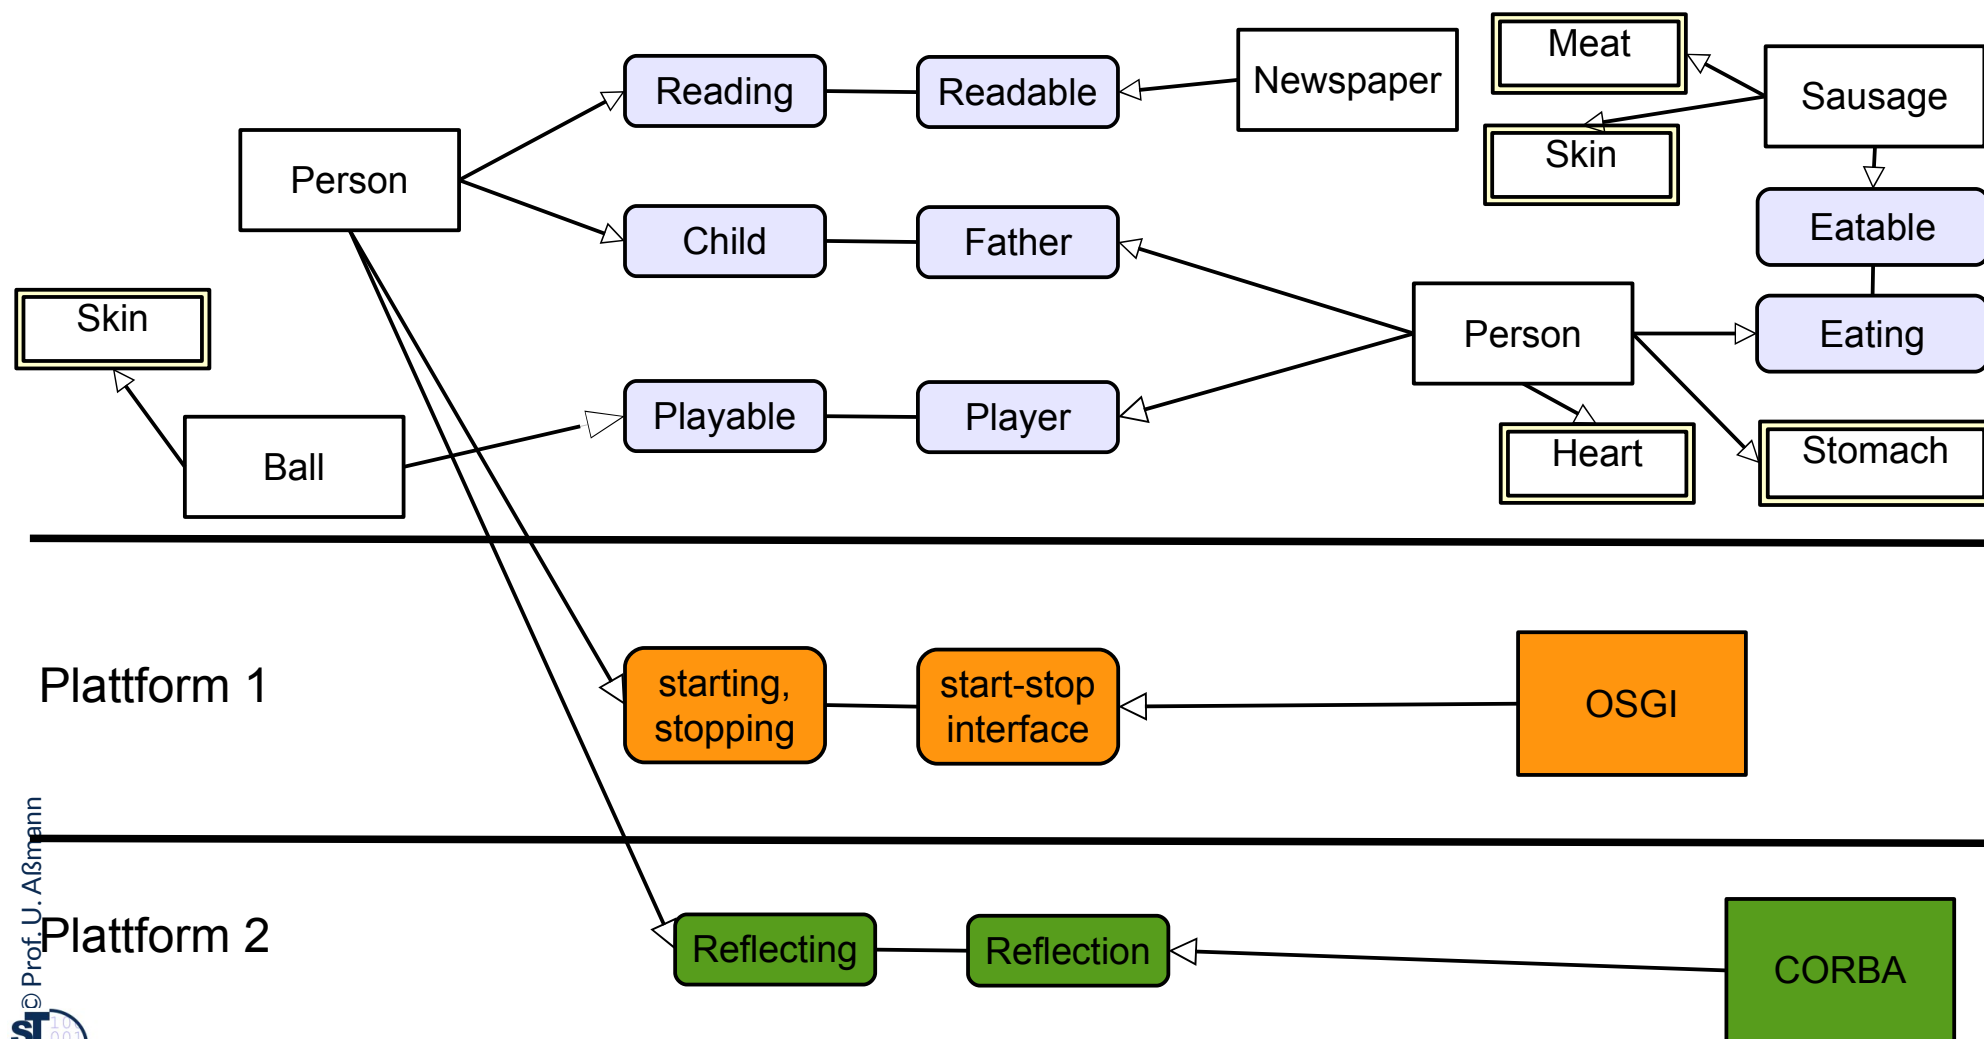 Meat
Sausage
Newspaper
Reading
Readable
Skin
Person
Eatable
Child
Father
Skin
Person
Eating
Playable
Player
Ball
Heart
Stomach
Plattform 1
starting,
stopping
start-stop
interface
OSGI
Plattform 2
Reflecting
Reflection
CORBA
© Prof. U. Aßmann
ST